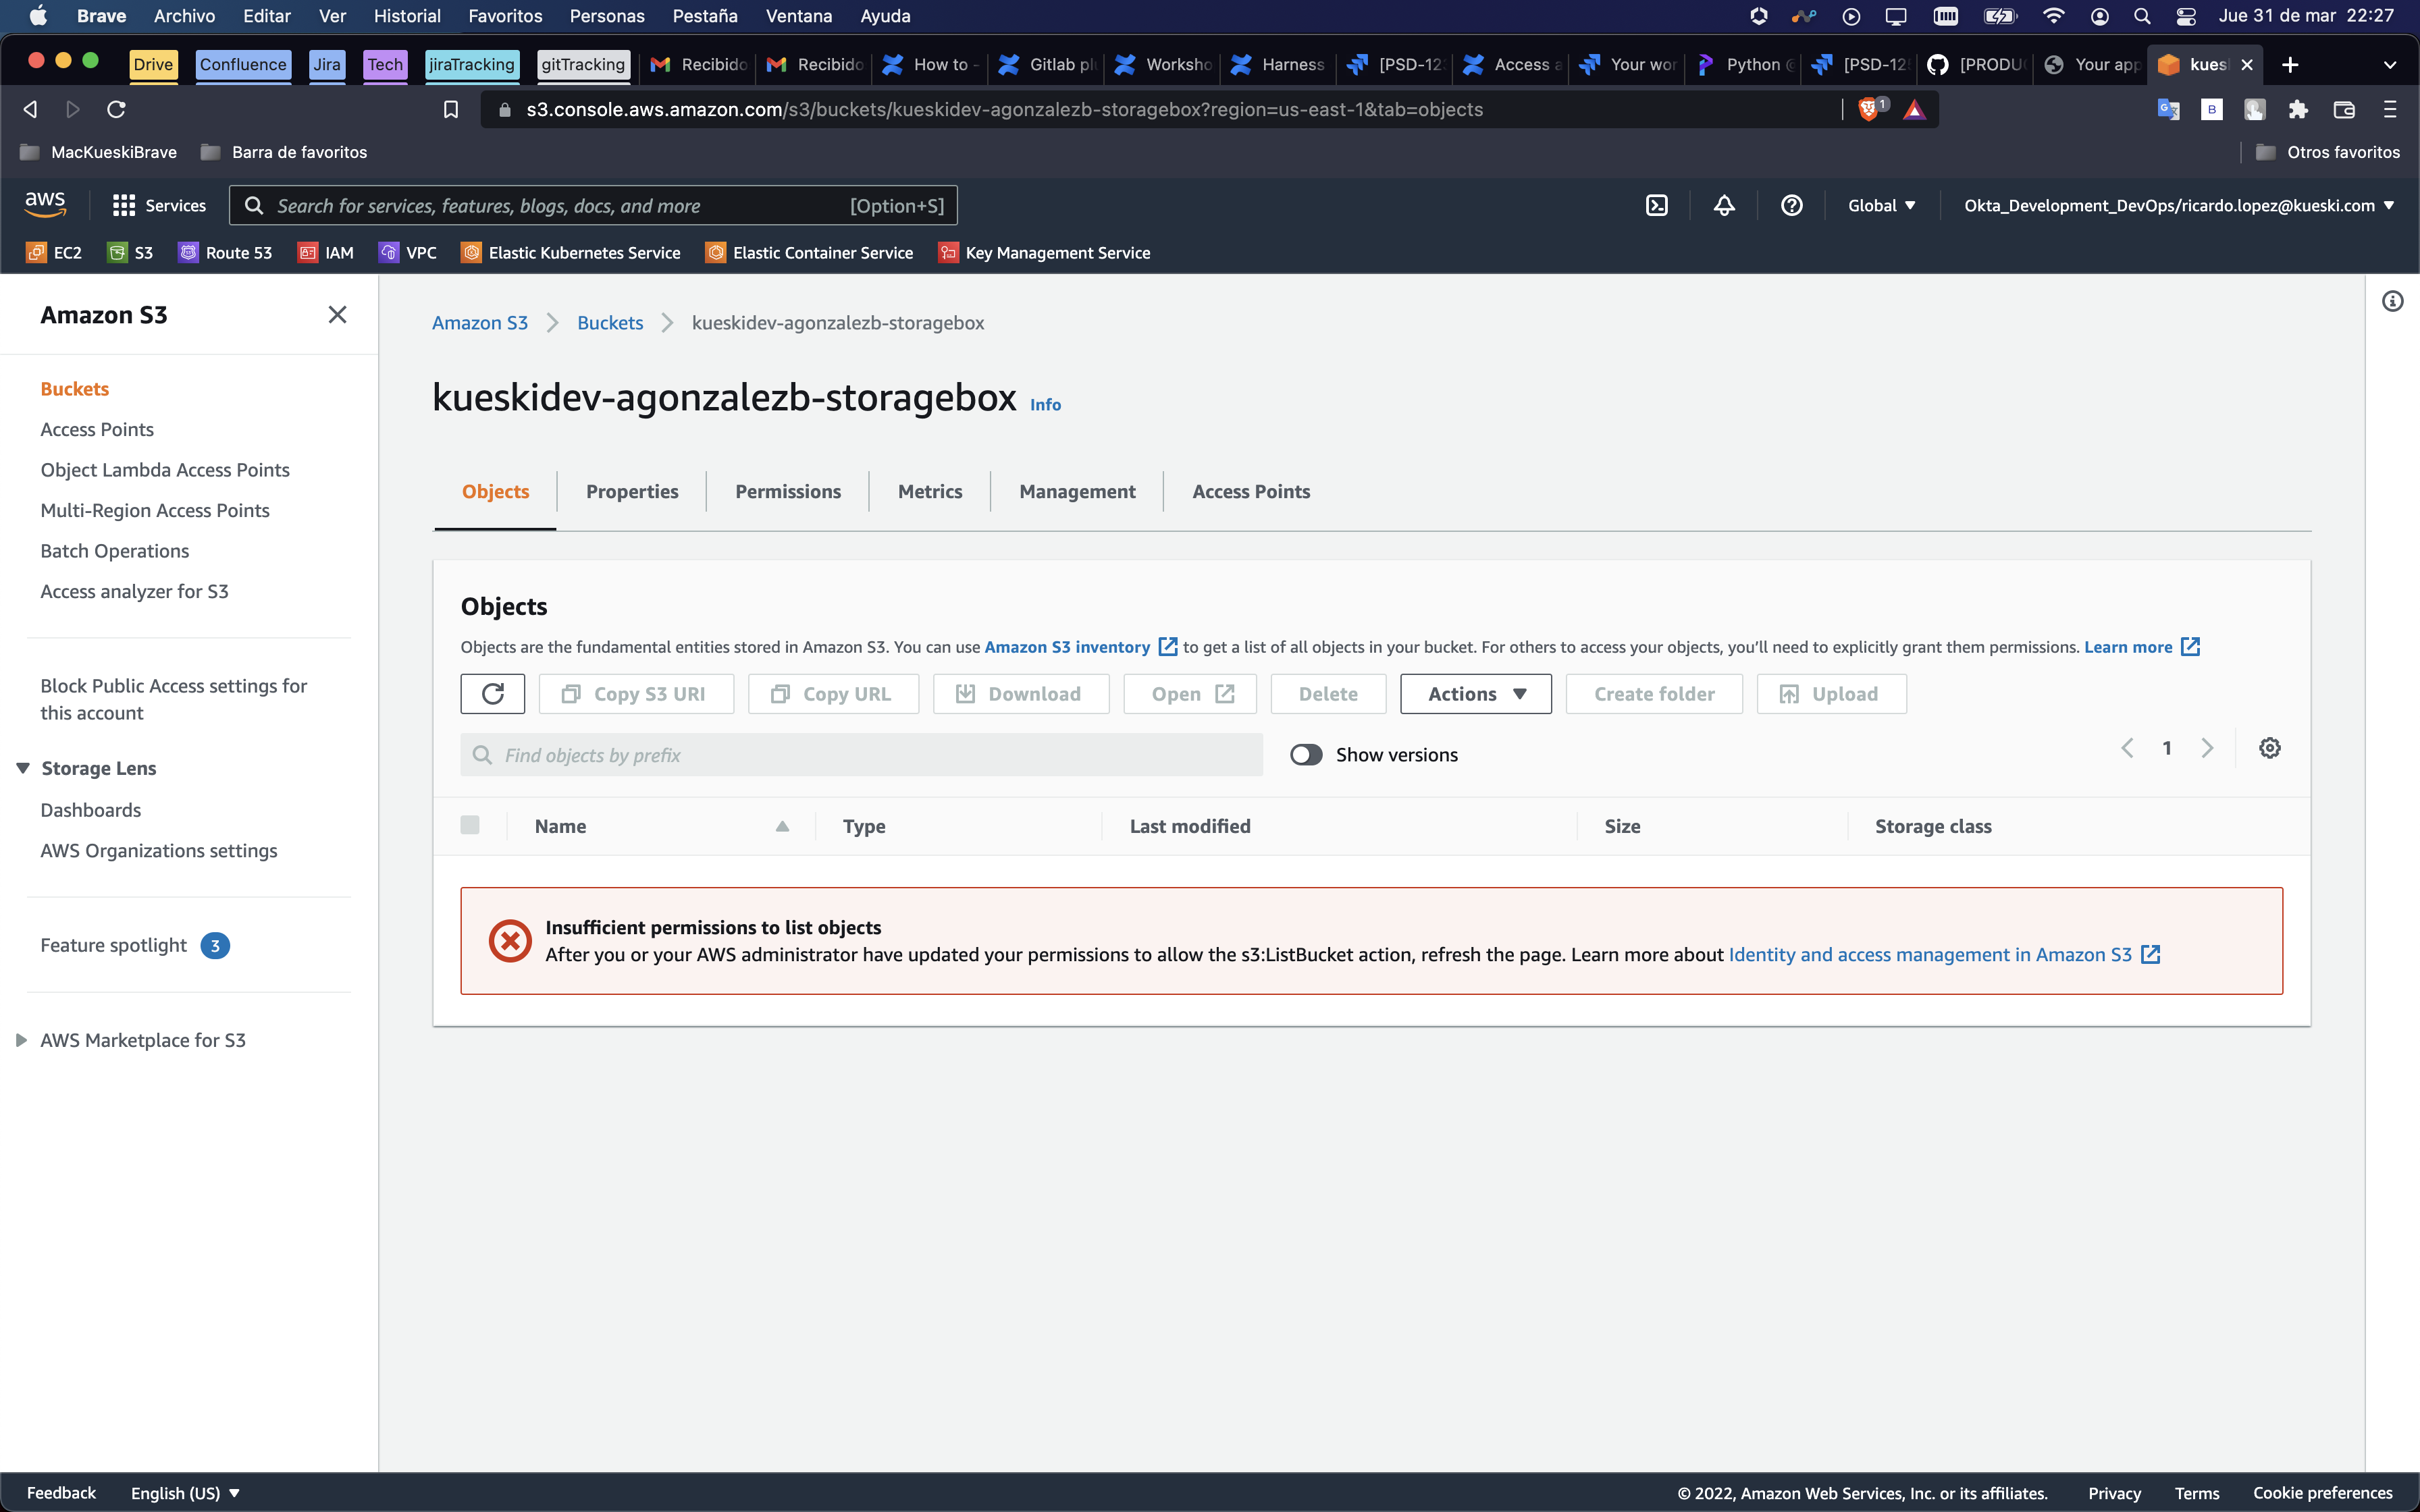 Brave Archivo Editar Ver Historial Favoritos Personas Pestaña Ventana Ayuda Jue 31 de mar 22:27
Drive Confluence Jira Tech jiraTracking gitTracking Recibido Recibido How to - Gitlab plu Worksho Harness [PSD-12 Access a Your wor Python @ [PSD-12 [PRODU Your app kues
s3.console.aws.amazon.com/s3/buckets/kueskidev-agonzalezb-storagebox?region=us-east-1&tab=objects 1
MacKueskiBrave Barra de favoritos Otros favoritos
aws Services Search for services, features, blogs, docs, and more [Option+S] Global Okta_Development_DevOps/ricardo.lopez@kueski.com
EC2 S3 Route 53 IAM VPC Elastic Kubernetes Service Elastic Container Service Key Management Service
Amazon S3
Buckets
Access Points
Object Lambda Access Points
Multi-Region Access Points
Batch Operations
Access analyzer for S3
Block Public Access settings for
this account
Storage Lens
Dashboards
AWS Organizations settings
Feature spotlight 3
AWS Marketplace for S3
Amazon S3 Buckets kueskidev-agonzalezb-storagebox
kueskidev-agonzalezb-storagebox Info
Objects Properties Permissions Metrics Management Access Points
Objects
Objects are the fundamental entities stored in Amazon S3. You can use Amazon S3 inventory to get a list of all objects in your bucket. For others to access your objects, you’ll need to explicitly grant them permissions. Learn more
Copy S3 URI Copy URL Download Open Delete Actions Create folder Upload
Find objects by prefix Show versions 1
Name Type Last modified Size Storage class
Insufficient permissions to list objects
After you or your AWS administrator have updated your permissions to allow the s3:ListBucket action, refresh the page. Learn more about Identity and access management in Amazon S3
Feedback English (US) © 2022, Amazon Web Services, Inc. or its affiliates. Privacy Terms Cookie preferences